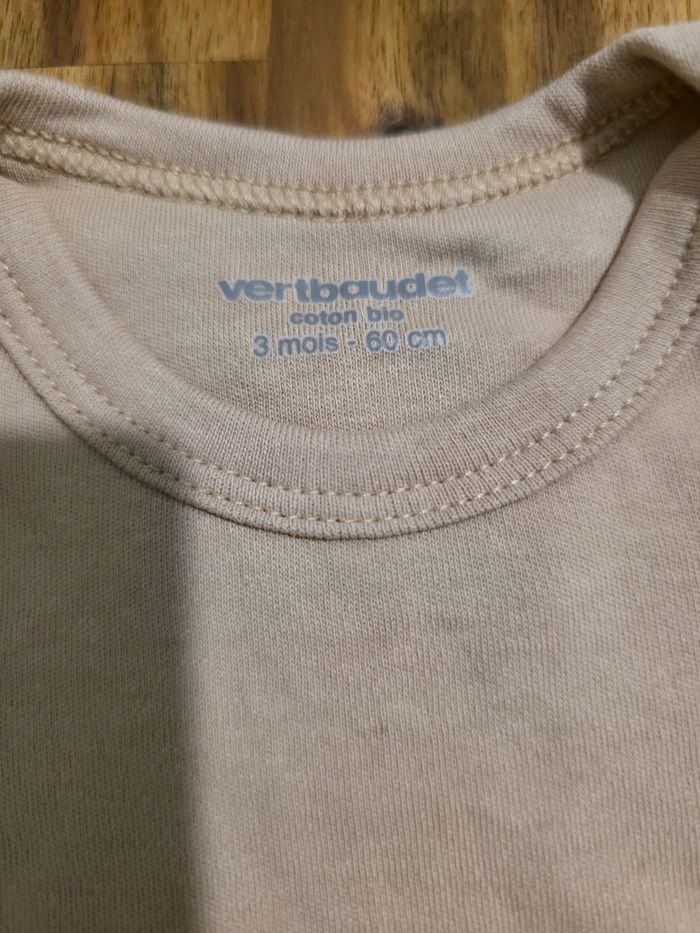 vertbaudet
coton bio
3 mois - 60 cm